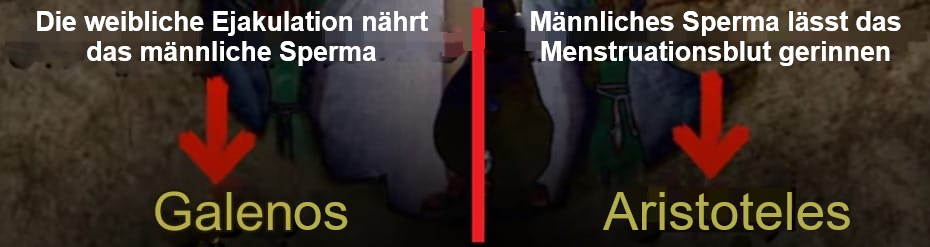 Die weibliche Ejakulation nährt
das männliche Sperma
Galenos
Männliches Sperma lässt das
Menstruationsblut gerinnen
Aristoteles